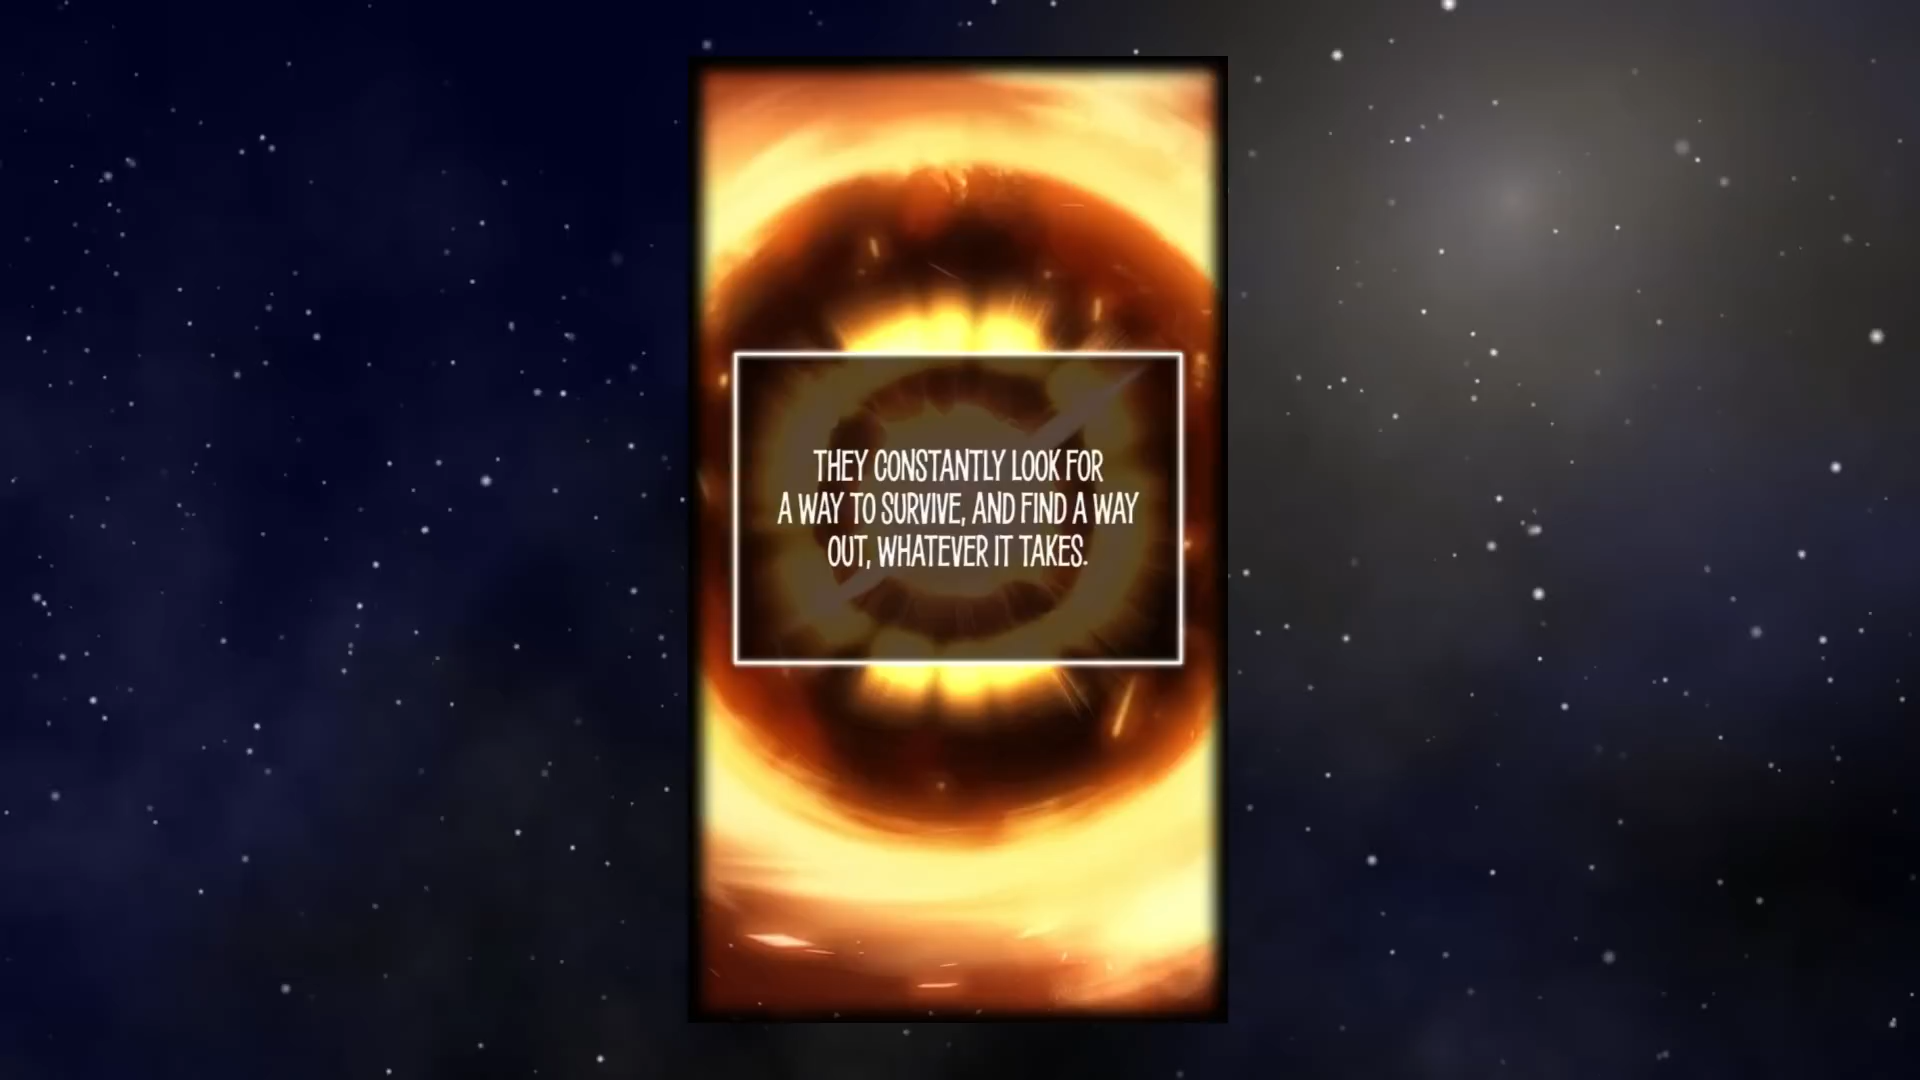 THEY CONSTANTLY LOOK FOR
A WAY TO SURVIVE, AND FIND A WAY
OUT, WHATEVER IT TAKES.